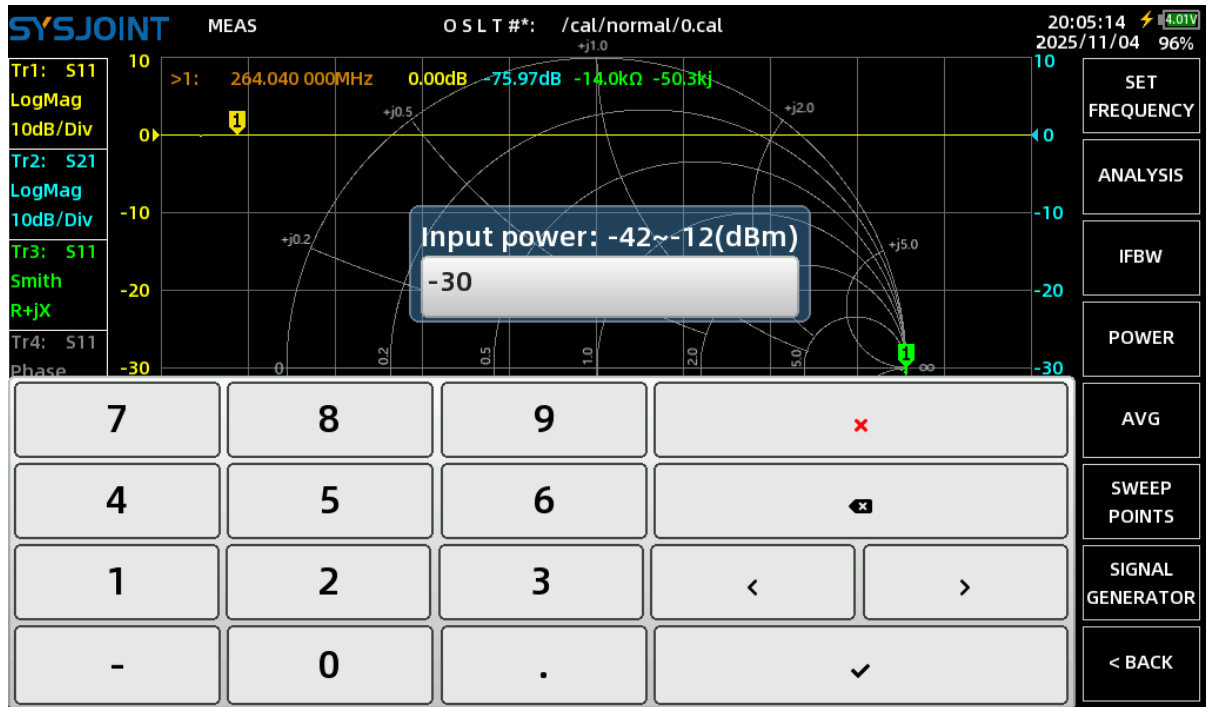 SYSJOINT MEAS O S L T #*: /cal/normal/0.cal 20:05:14 4.01V
2025/11/04 96%
Tr1: S11
LogMag
10dB/Div
Tr2: S21
LogMag
10dB/Div
Tr3: S11
Smith
R+jX
Tr4: S11
Phase
10
0
-10
-20
-30
>1: 264.040 000MHz 0.00dB -75.97dB -14.0kΩ -50.3kj
1
+j1.0
+j0.5
+j2.0
+j0.2
+j5.0
0
0.2
0.5
1.0
2.0
5.0
1
∞
10
0
-10
-20
-30
Input power: -42~-12(dBm)
-30
SET
FREQUENCY
ANALYSIS
IFBW
POWER
AVG
SWEEP
POINTS
SIGNAL
GENERATOR
< BACK
7 8 9 ×
4 5 6
1 2 3 < >
- 0 . ✓